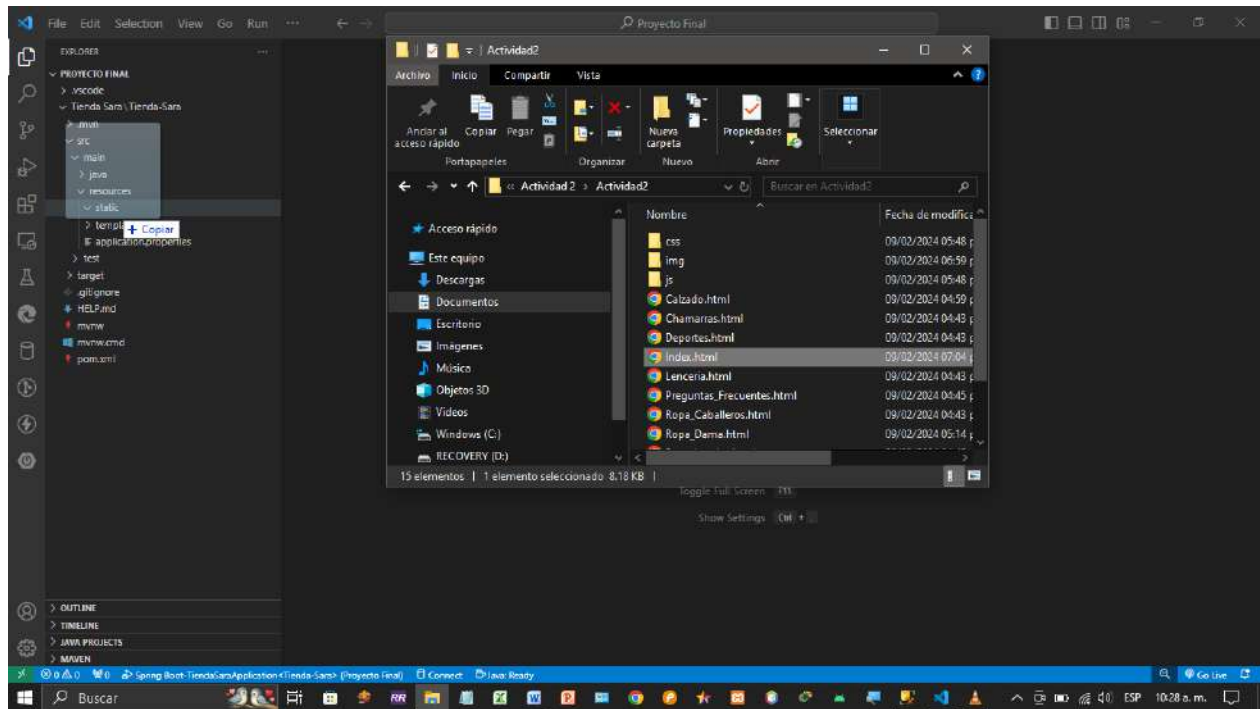 File Edit Selection View Go Run ··· Proyecto Final
EXPLORER ···
PROYECTO FINAL
.vscode
Tienda Sara \ Tienda-Sara
.mvn
src
main
java
resources
static
+ Copiar
application.properties
test
target
.gitignore
HELP.md
mvnw
mvnw.cmd
pom.xml
OUTLINE
TIMELINE
JAVA PROJECTS
MAVEN
Actividad2
Archivo Inicio Compartir Vista
Anclar al acceso rápido
Copiar
Pegar
Nueva carpeta
Propiedades
Seleccionar
Portapapeles Organizar Nuevo Abrir
« Actividad 2 › Actividad2
Buscar en Actividad2
Acceso rápido
Este equipo
Descargas
Documentos
Escritorio
Imágenes
Música
Objetos 3D
Videos
Windows (C:)
RECOVERY (D:)
Nombre Fecha de modifica
css 09/02/2024 05:48 p
img 09/02/2024 06:59 p
js 09/02/2024 05:48 p
Calzado.html 09/02/2024 04:59 p
Chamarras.html 09/02/2024 04:43 p
Deportes.html 09/02/2024 04:43 p
Index.html 09/02/2024 07:04 p
Lenceria.html 09/02/2024 04:43 p
Preguntas_Frecuentes.html 09/02/2024 04:45 p
Ropa_Caballeros.html 09/02/2024 04:43 p
Ropa_Dama.html 09/02/2024 05:14 p
15 elementos | 1 elemento seleccionado 8.18 KB |
Toggle Full Screen F11
Show Settings Ctrl + ,
0 0 0 Spring Boot-TiendaSaraApplication<Tienda-Sara> (Proyecto Final) Connect Java: Ready Go Live
Buscar ESP 10:28 a. m.